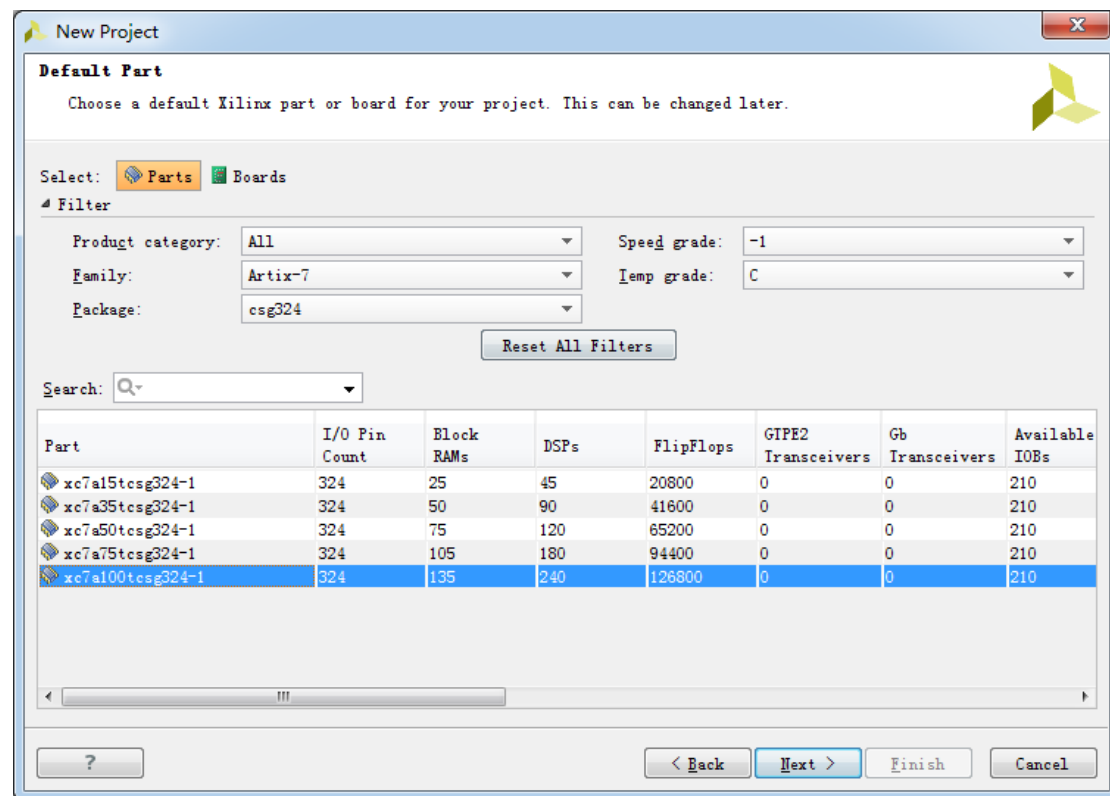 New Project
Default Part
Choose a default Xilinx part or board for your project. This can be changed later.
Select: Parts Boards
Filter
Product category: All Speed grade: -1
Family: Artix-7 Temp grade: C
Package: csg324
Reset All Filters
Search:
Part I/O Pin Count Block RAMs DSPs FlipFlops GTPE2 Transceivers Gb Transceivers Available IOBs
xc7a15tcsg324-1 324 25 45 20800 0 0 210
xc7a35tcsg324-1 324 50 90 41600 0 0 210
xc7a50tcsg324-1 324 75 120 65200 0 0 210
xc7a75tcsg324-1 324 105 180 94400 0 0 210
xc7a100tcsg324-1 324 135 240 126800 0 0 210
? < Back Next > Finish Cancel